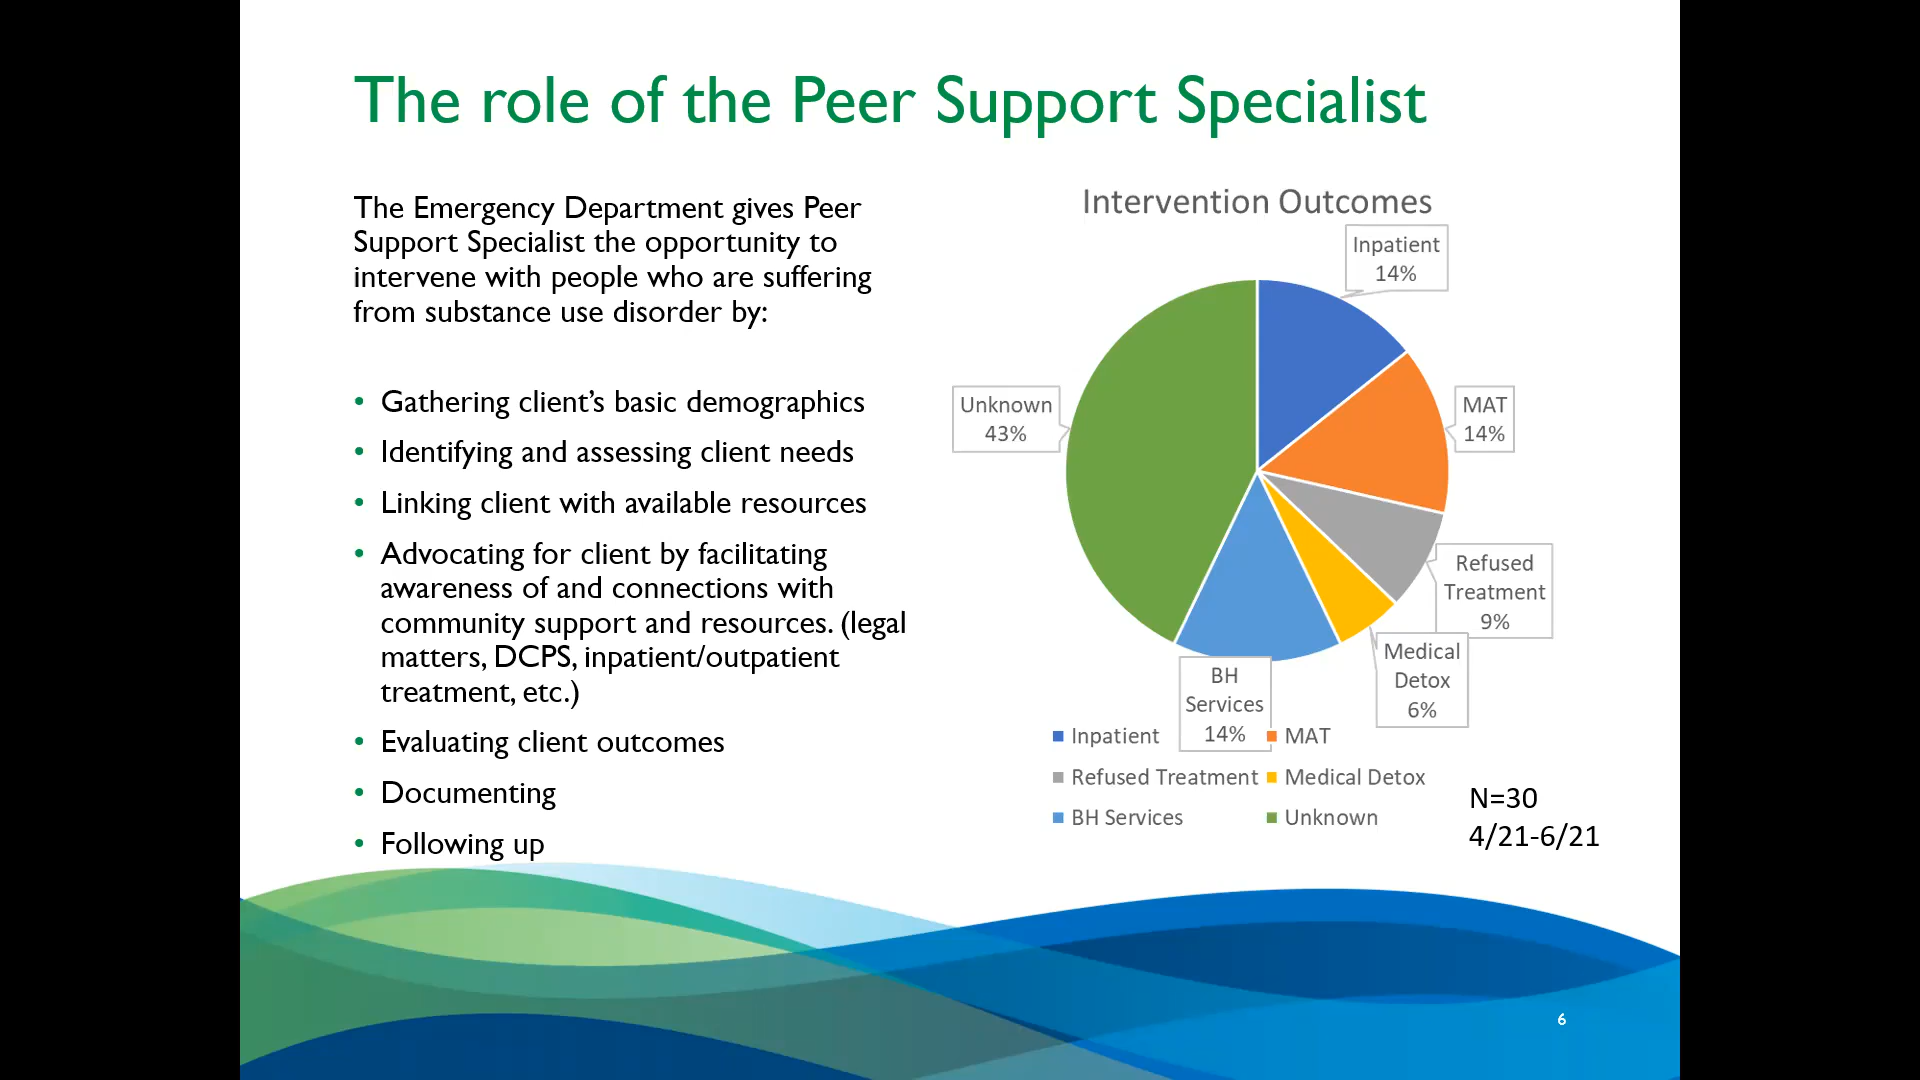 The role of the Peer Support Specialist
The Emergency Department gives Peer
Support Specialist the opportunity to
intervene with people who are suffering
from substance use disorder by:
• Gathering client’s basic demographics
• Identifying and assessing client needs
• Linking client with available resources
• Advocating for client by facilitating
awareness of and connections with
community support and resources. (legal
matters, DCPS, inpatient/outpatient
treatment, etc.)
• Evaluating client outcomes
• Documenting
• Following up
Intervention Outcomes
Inpatient
14%
MAT
14%
Refused
Treatment
9%
Medical
Detox
6%
BH
Services
14%
Unknown
43%
Inpatient
MAT
Refused Treatment
Medical Detox
BH Services
Unknown
N=30
4/21-6/21
6